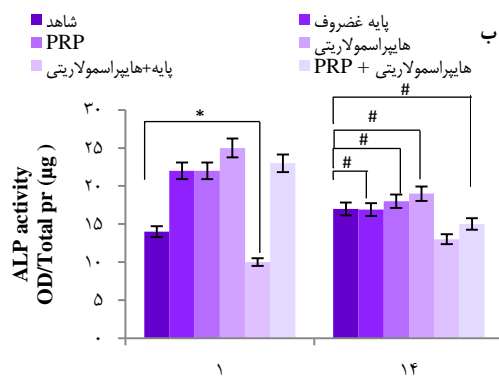 ب
شاهد
پایه غضروف
PRP
هایپراسمولاریتی
پایه+هایپراسمولاریتی
هایپراسمولاریتی + PRP
ALP activity
OD/Total pr (µg)
۳۰
۲۵
۲۰
۱۵
۱۰
۵
۰
*
#
#
#
#
۱
۱۴